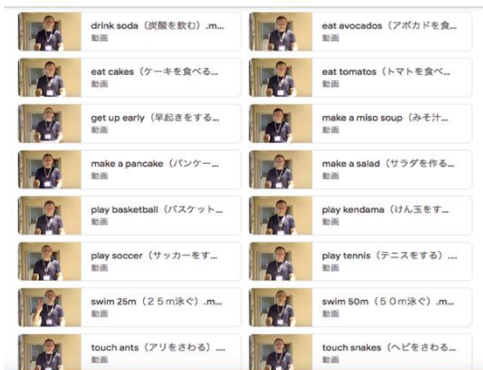 drink soda（炭酸を飲む）.m...
動画
eat avocados（アボカドを食...
動画
eat cakes（ケーキを食べる...
動画
eat tomatos（トマトを食べ...
動画
get up early（早起きをする...
動画
make a miso soup（みそ汁...
動画
make a pancake（パンケー...
動画
make a salad（サラダを作る...
動画
play basketball（バスケット...
動画
play kendama（けん玉をす...
動画
play soccer（サッカーをす...
動画
play tennis（テニスをする）....
動画
swim 25m（２５ｍ泳ぐ）.m...
動画
swim 50m（５０ｍ泳ぐ）.m...
動画
touch ants（アリをさわる）....
動画
touch snakes（ヘビをさわる...
動画